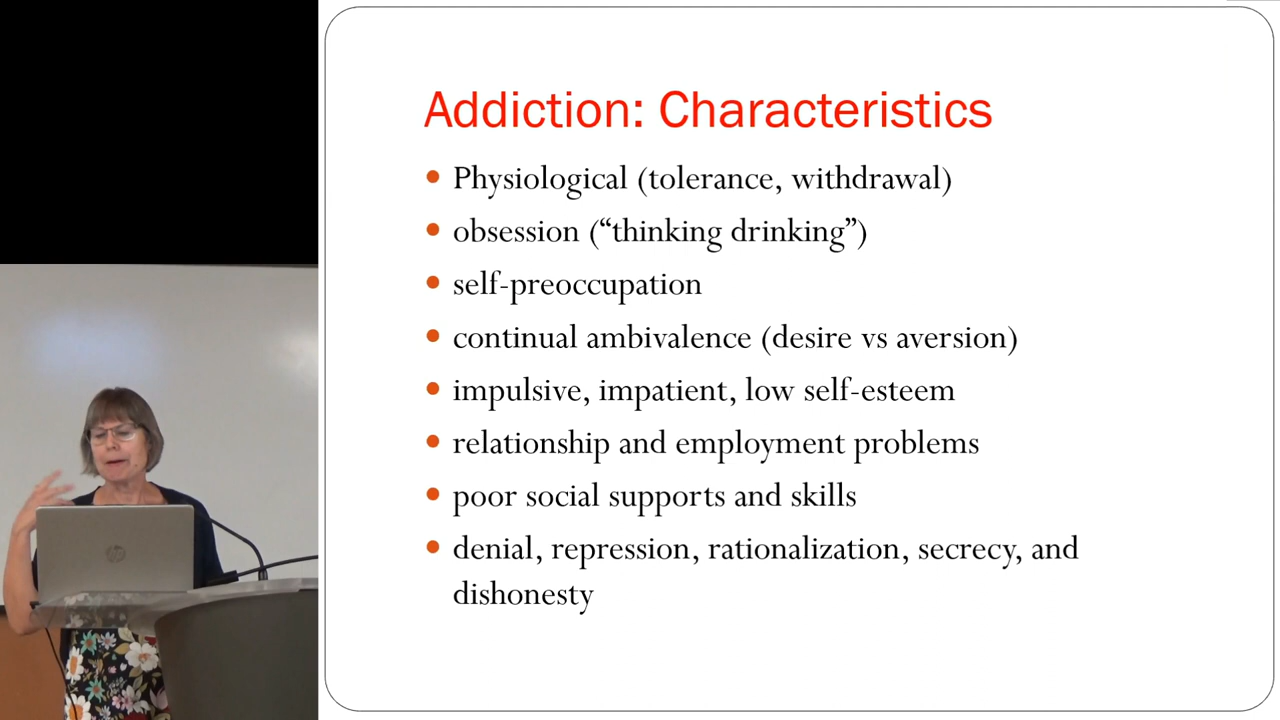 Addiction: Characteristics
• Physiological (tolerance, withdrawal)
• obsession (“thinking drinking”)
• self-preoccupation
• continual ambivalence (desire vs aversion)
• impulsive, impatient, low self-esteem
• relationship and employment problems
• poor social supports and skills
• denial, repression, rationalization, secrecy, and
dishonesty
hp